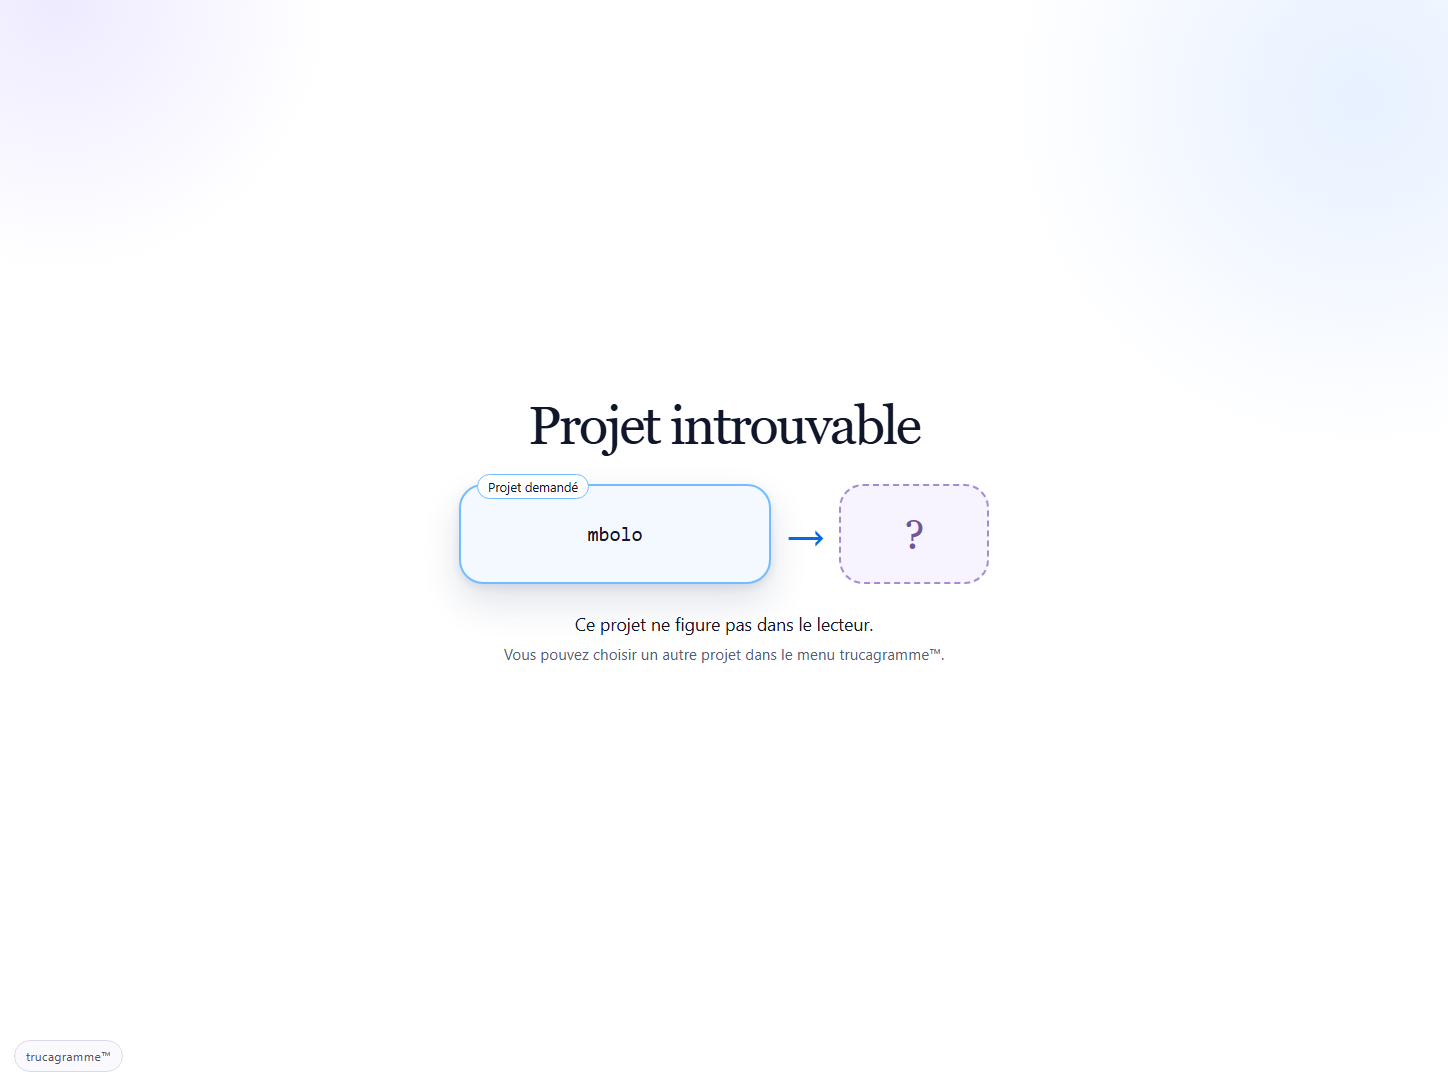 Projet introuvable
Projet demandé
mbolo
→
?
Ce projet ne figure pas dans le lecteur.
Vous pouvez choisir un autre projet dans le menu trucagramme™.
trucagramme™